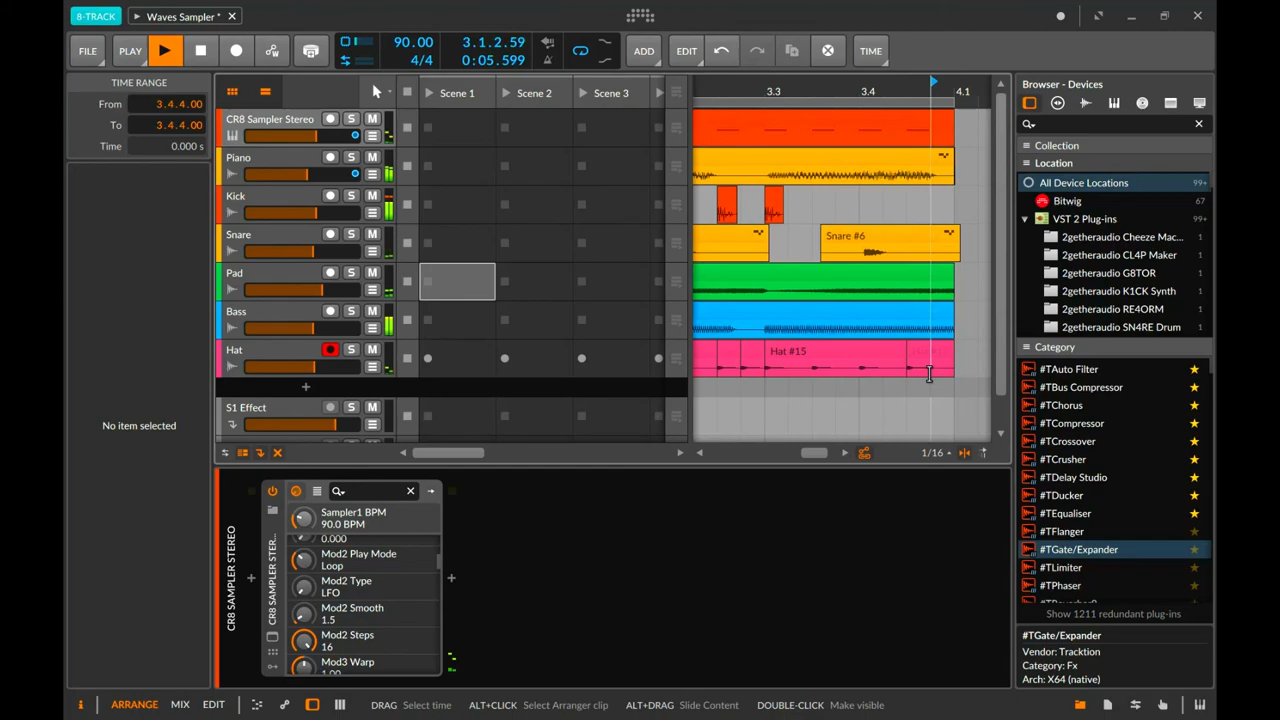 8-TRACK
Waves Sampler *
FILE
PLAY
90.00
4/4
3.1.2.59
0:05.599
ADD
EDIT
TIME
TIME RANGE
From 3.4.4.00
To 3.4.4.00
Time 0.000 s
No item selected
Scene 1
Scene 2
Scene 3
3.3
3.4
4.1
CR8 Sampler Stereo
S M
Piano
S M
Kick
S M
Snare
S M
Snare #6
Pad
S M
Bass
S M
Hat
S M
Hat #15
+
S1 Effect
S M
1/16
CR8 SAMPLER STEREO
CR8 SAMPLER STER...
Sampler1 BPM
90.0 BPM
0.000
Mod2 Play Mode
Loop
Mod2 Type
LFO
Mod2 Smooth
1.5
Mod2 Steps
16
Mod3 Warp
1.00
Browser - Devices
Collection
Location
All Device Locations 99+
Bitwig 67
VST 2 Plug-ins 99+
2getheraudio Cheeze Mac... 1
2getheraudio CL4P Maker 1
2getheraudio G8TOR 1
2getheraudio K1CK Synth 1
2getheraudio RE4ORM 1
2getheraudio SN4RE Drum 1
Category
#TAuto Filter
#TBus Compressor
#TChorus
#TCompressor
#TCrossover
#TCrusher
#TDelay Studio
#TDucker
#TEqualiser
#TFlanger
#TGate/Expander
#TLimiter
#TPhaser
Show 1211 redundant plug-ins
#TGate/Expander
Vendor: Tracktion
Category: Fx
Arch: X64 (native)
i
ARRANGE
MIX
EDIT
DRAG Select time
ALT+CLICK Select Arranger clip
ALT+DRAG Slide Content
DOUBLE-CLICK Make visible